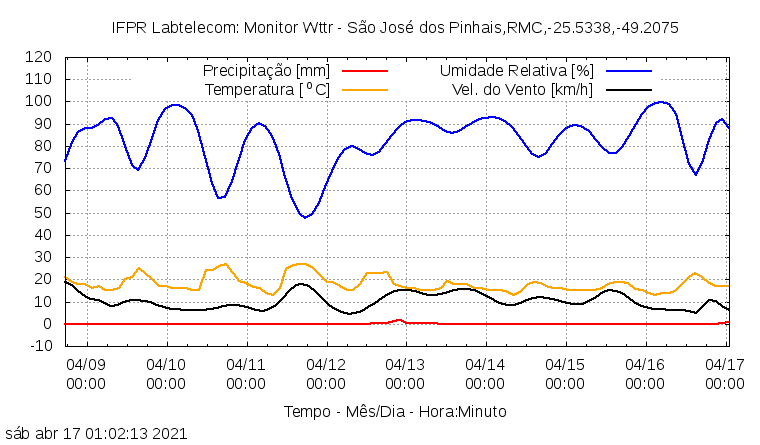 IFPR Labtelecom: Monitor Wttr - São José dos Pinhais,RMC,-25.5338,-49.2075
Precipitação [mm]
Temperatura [⁰C]
Umidade Relativa [%]
Vel. do Vento [km/h]
120
110
100
90
80
70
60
50
40
30
20
10
0
-10
04/09 04/10 04/11 04/12 04/13 04/14 04/15 04/16 04/17
00:00 00:00 00:00 00:00 00:00 00:00 00:00 00:00 00:00
Tempo - Mês/Dia - Hora:Minuto
sáb abr 17 01:02:13 2021